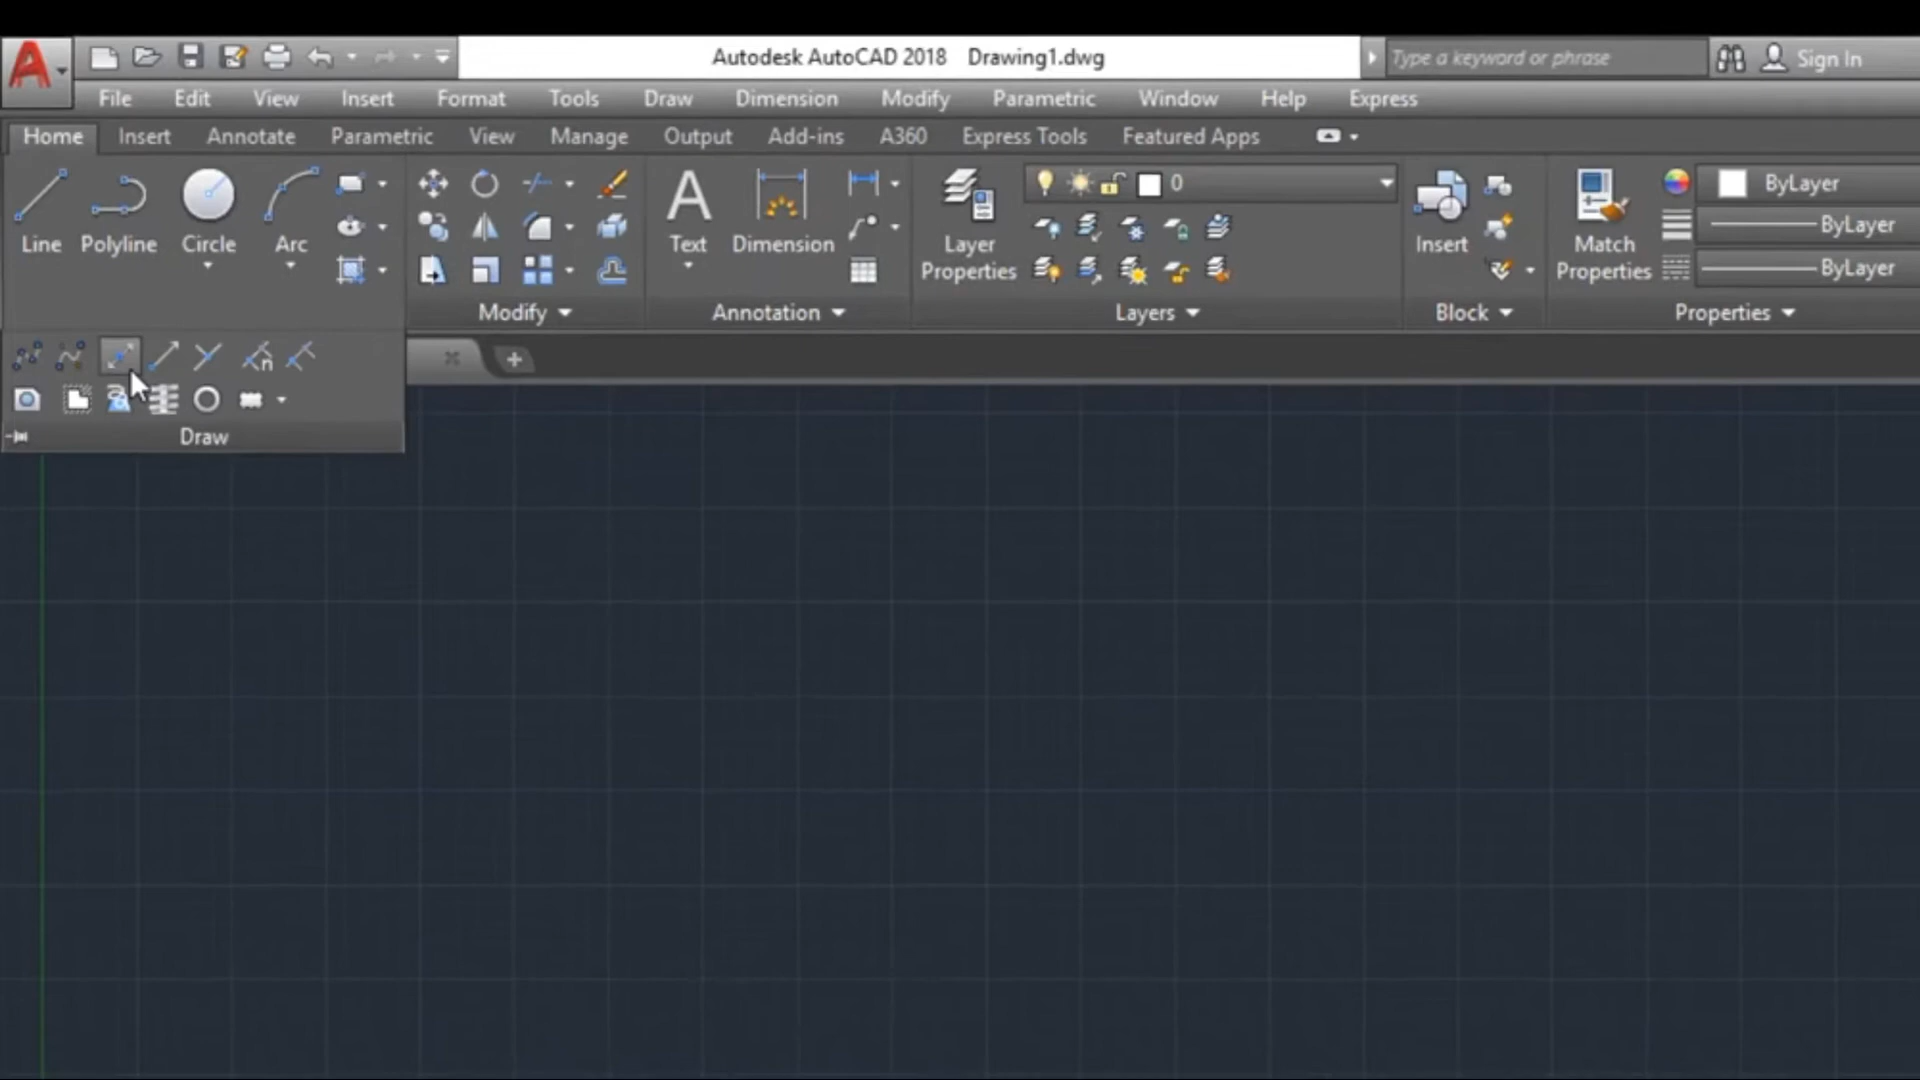 Autodesk AutoCAD 2018 Drawing1.dwg
Type a keyword or phrase
Sign In
File Edit View Insert Format Tools Draw Dimension Modify Parametric Window Help Express
Home Insert Annotate Parametric View Manage Output Add-ins A360 Express Tools Featured Apps
0
ByLayer
ByLayer
ByLayer
Line Polyline Circle Arc
Text Dimension
Layer
Properties
Insert
Match
Properties
Modify Annotation Layers Block Properties
Draw